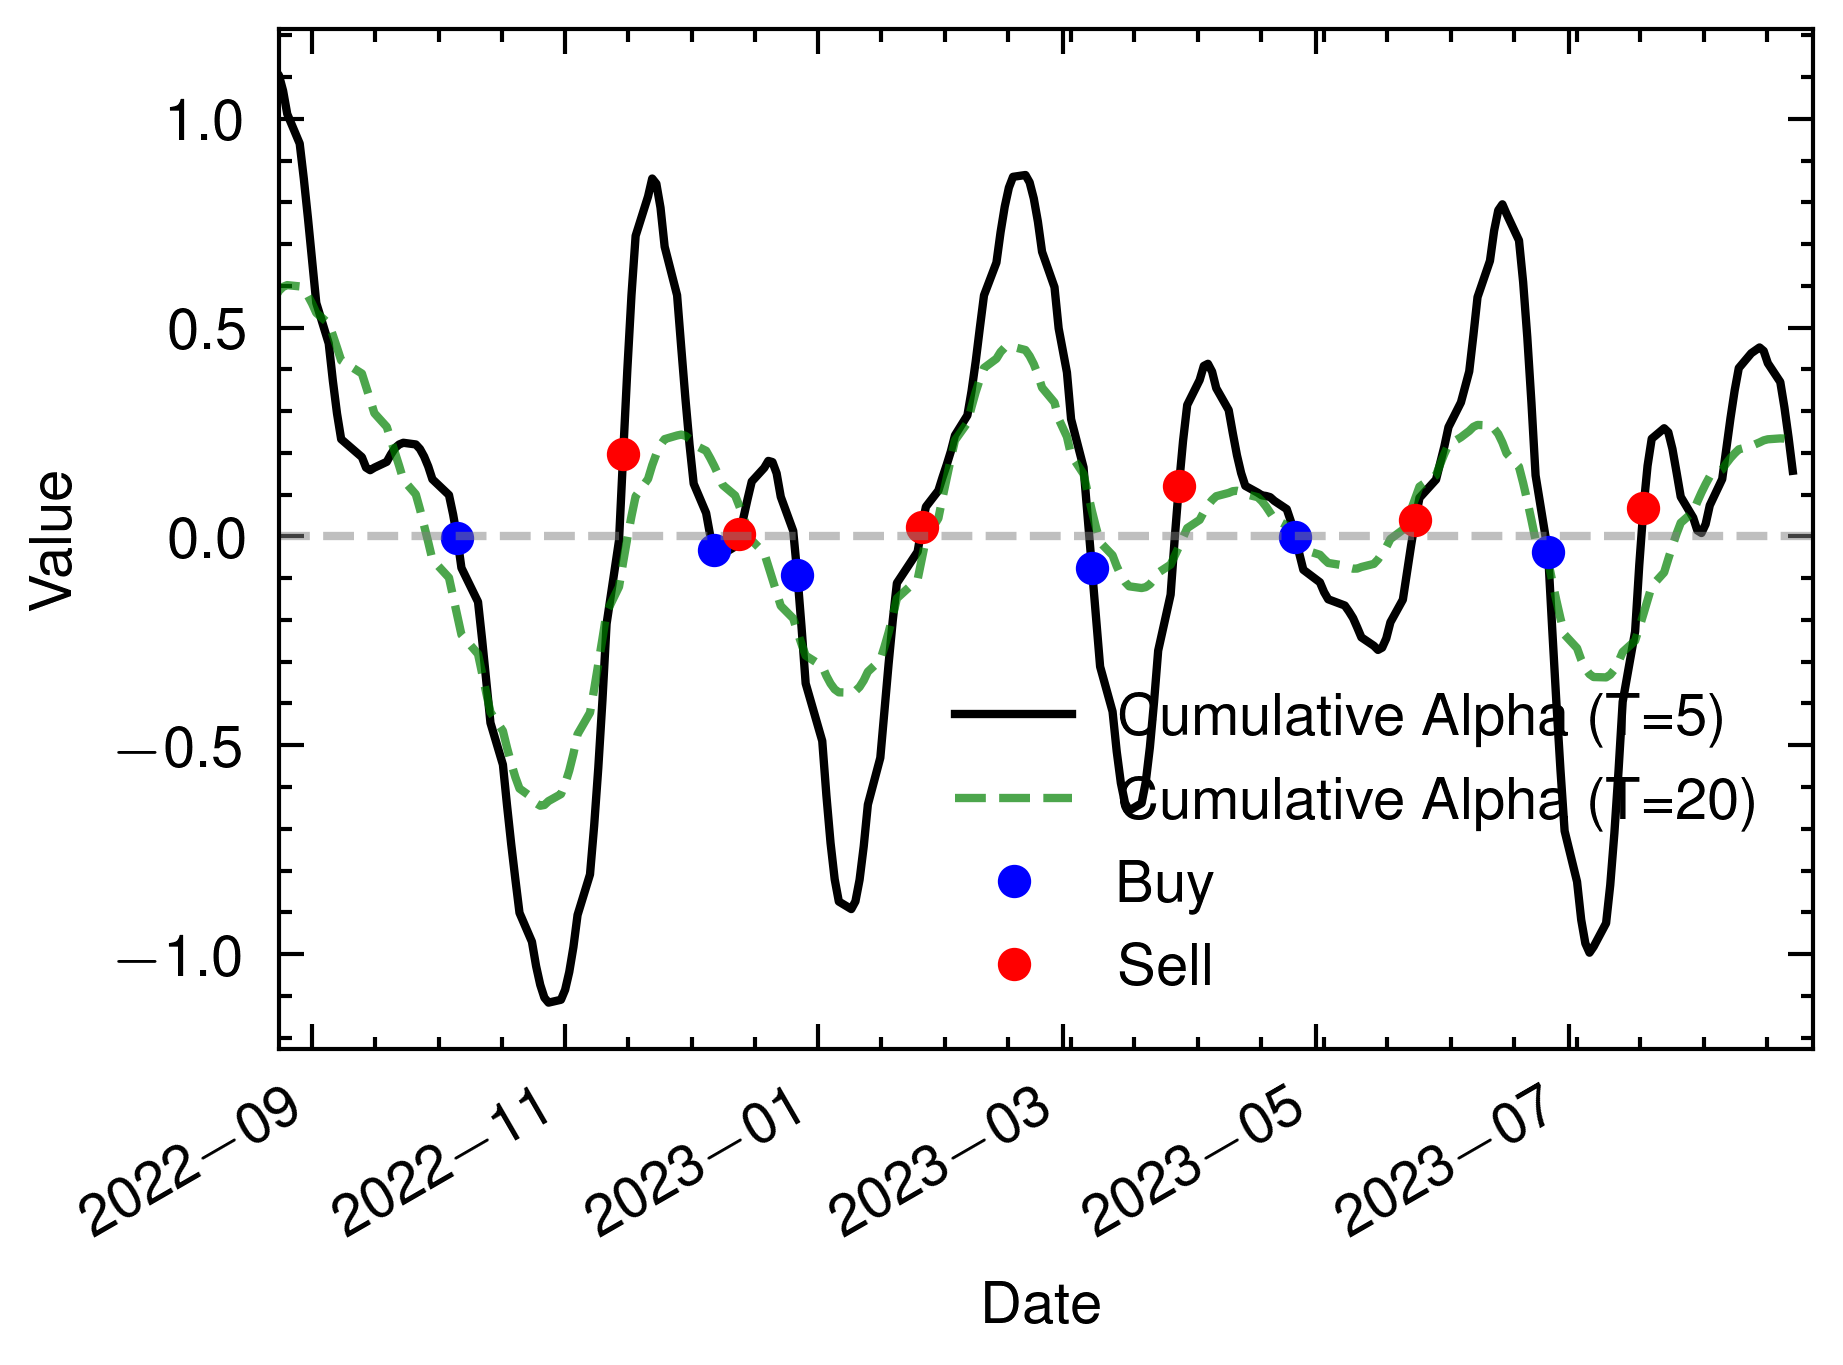 1.0
0.5
0.0
−0.5
−1.0
Value
Cumulative Alpha (T=5)
Cumulative Alpha (T=20)
Buy
Sell
2022−09
2022−11
2023−01
2023−03
2023−05
2023−07
Date